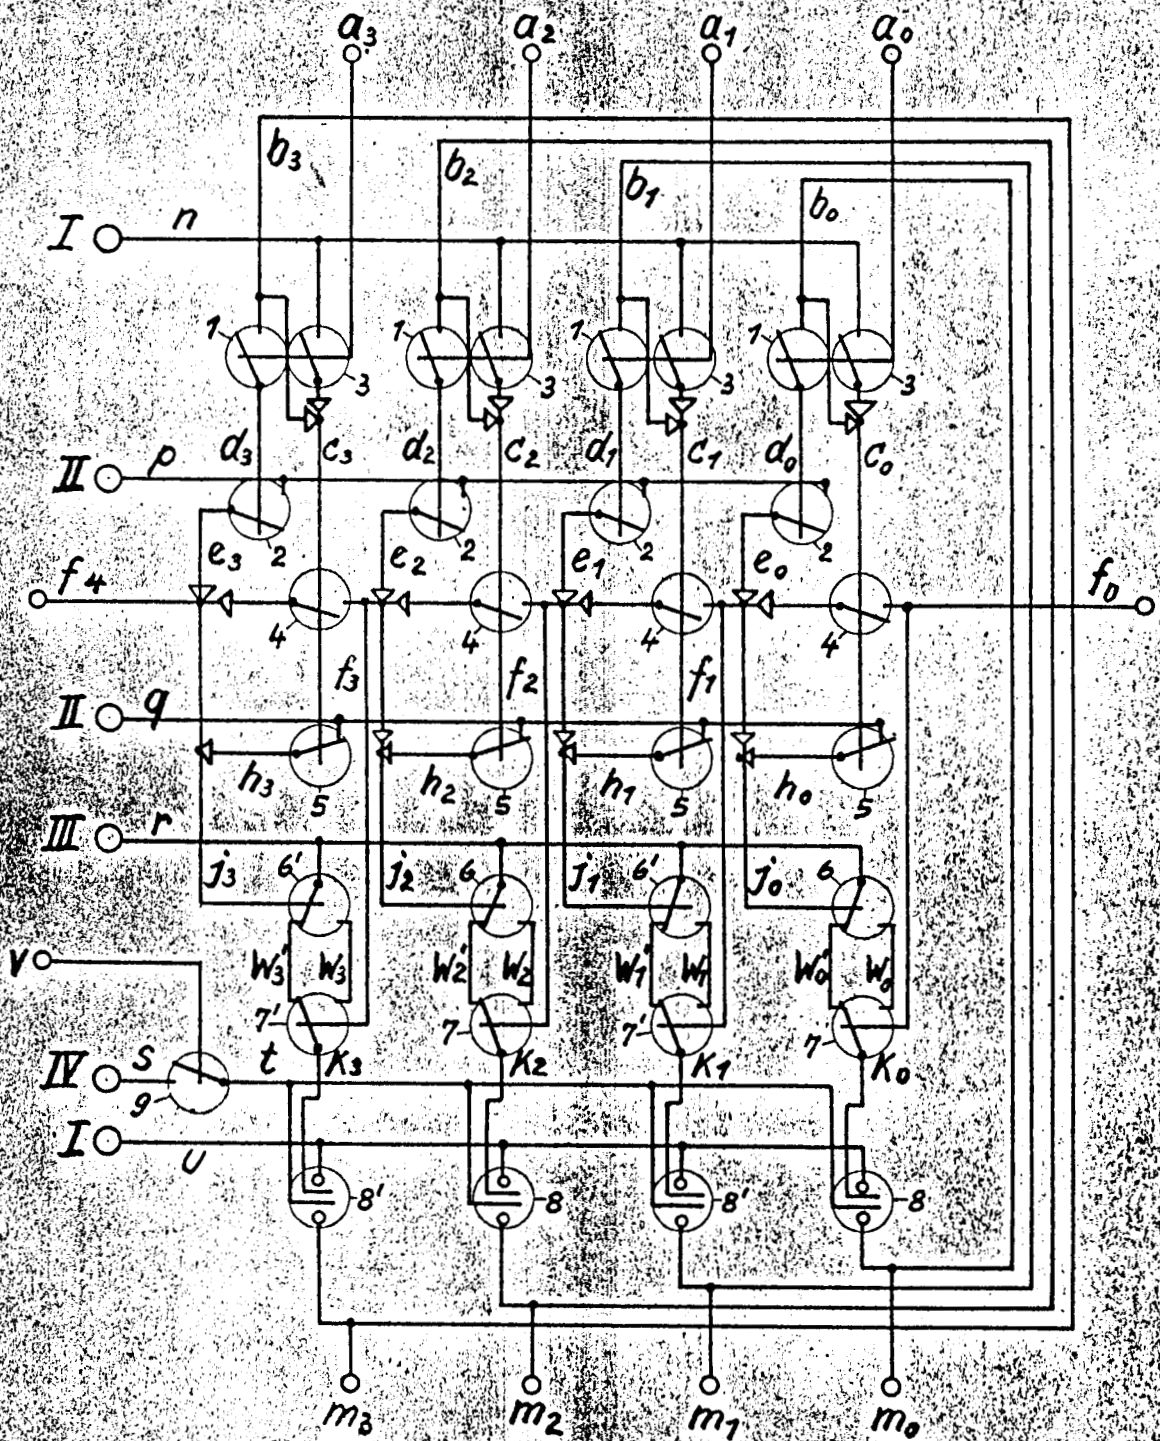 a3 a2 a1 a0
b3 b2 b1 b0
I n
1 3 1 3 1 3 1 3
d3 c3 d2 c2 d1 c1 d0 c0
II p
2 2 2 2
e3 e2 e1 e0
f4 f0
4 4 4 4
f3 f2 f1
II q
h3 h2 h1 h0
5 5 5 5
III r
j3 6' j2 6 j1 6' j0 6
v w3' w3 w2' w2 w1' w1 w0' w0
7' 7 7' 7
t k3 k2 k1 k0
IV s
9
I u
8' 8 8' 8
m3 m2 m1 m0